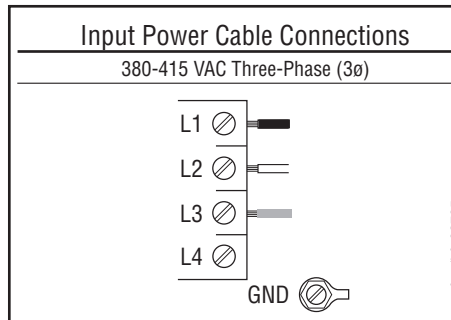 Input Power Cable Connections
380-415 VAC Three-Phase (3ø)
L1
L2
L3
L4
GND